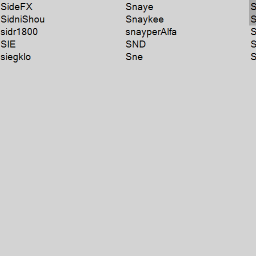 SideFX Snaye S
SidniShou Snaykee S
sidr1800 snayperAlfa S
SIE SND S
siegklo Sne S